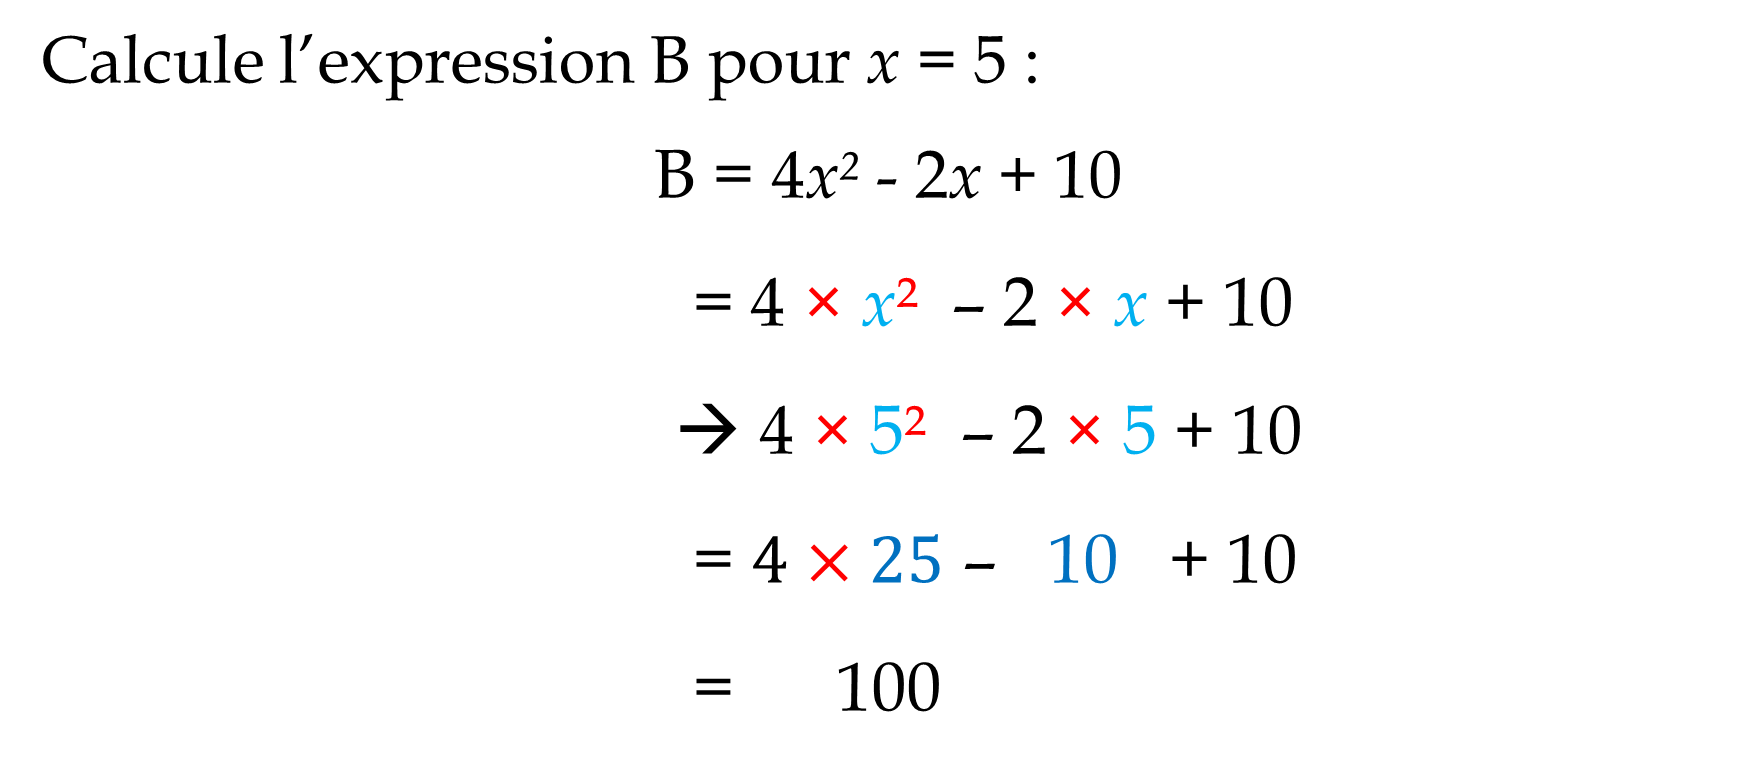 Calcule l’expression B pour x = 5 :
B = 4x² - 2x + 10
= 4 × x² – 2 × x + 10
→ 4 × 5² – 2 × 5 + 10
= 4 × 25 – 10 + 10
= 100